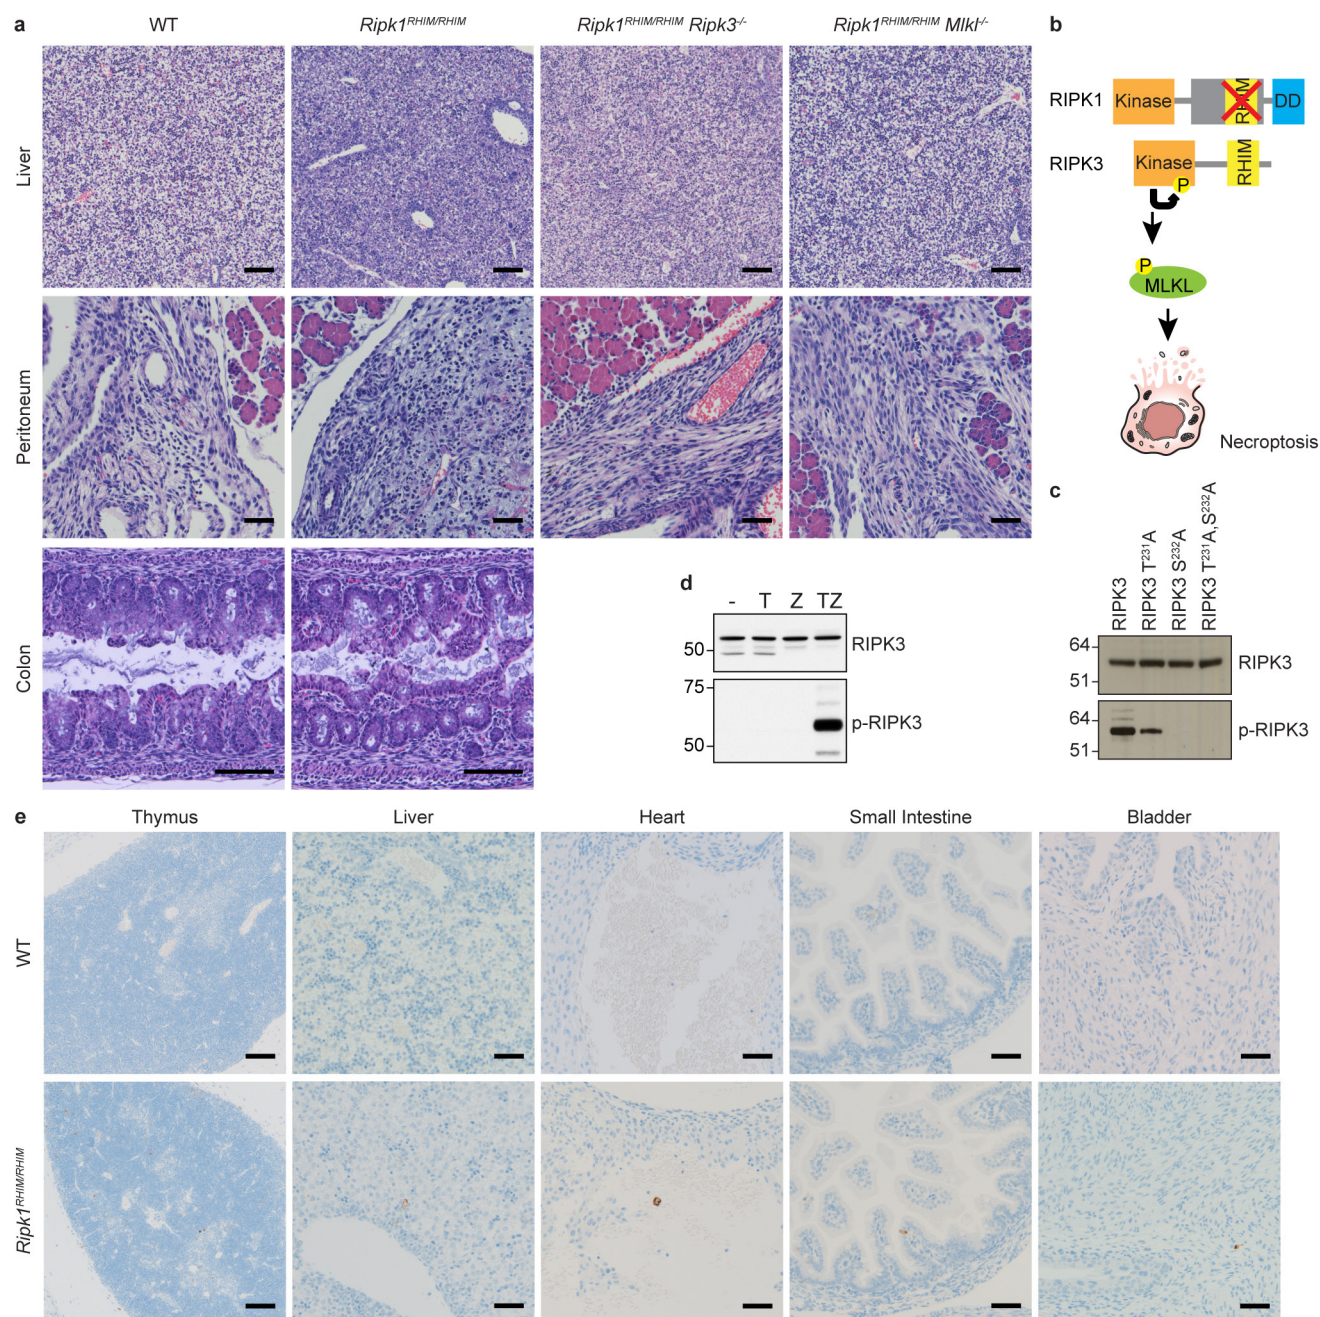 a
WT
Ripk1RHIM/RHIM
Ripk1RHIM/RHIM Ripk3-/-
Ripk1RHIM/RHIM Mlkl-/-
Liver
Peritoneum
Colon
b
RIPK1
Kinase
RHIM
DD
RIPK3
Kinase
RHIM
P
P
MLKL
Necroptosis
c
RIPK3
RIPK3 T231A
RIPK3 S232A
RIPK3 T231A, S232A
64
51
RIPK3
64
51
p-RIPK3
d
- T Z TZ
50
RIPK3
75
50
p-RIPK3
e
Thymus
Liver
Heart
Small Intestine
Bladder
WT
Ripk1RHIM/RHIM